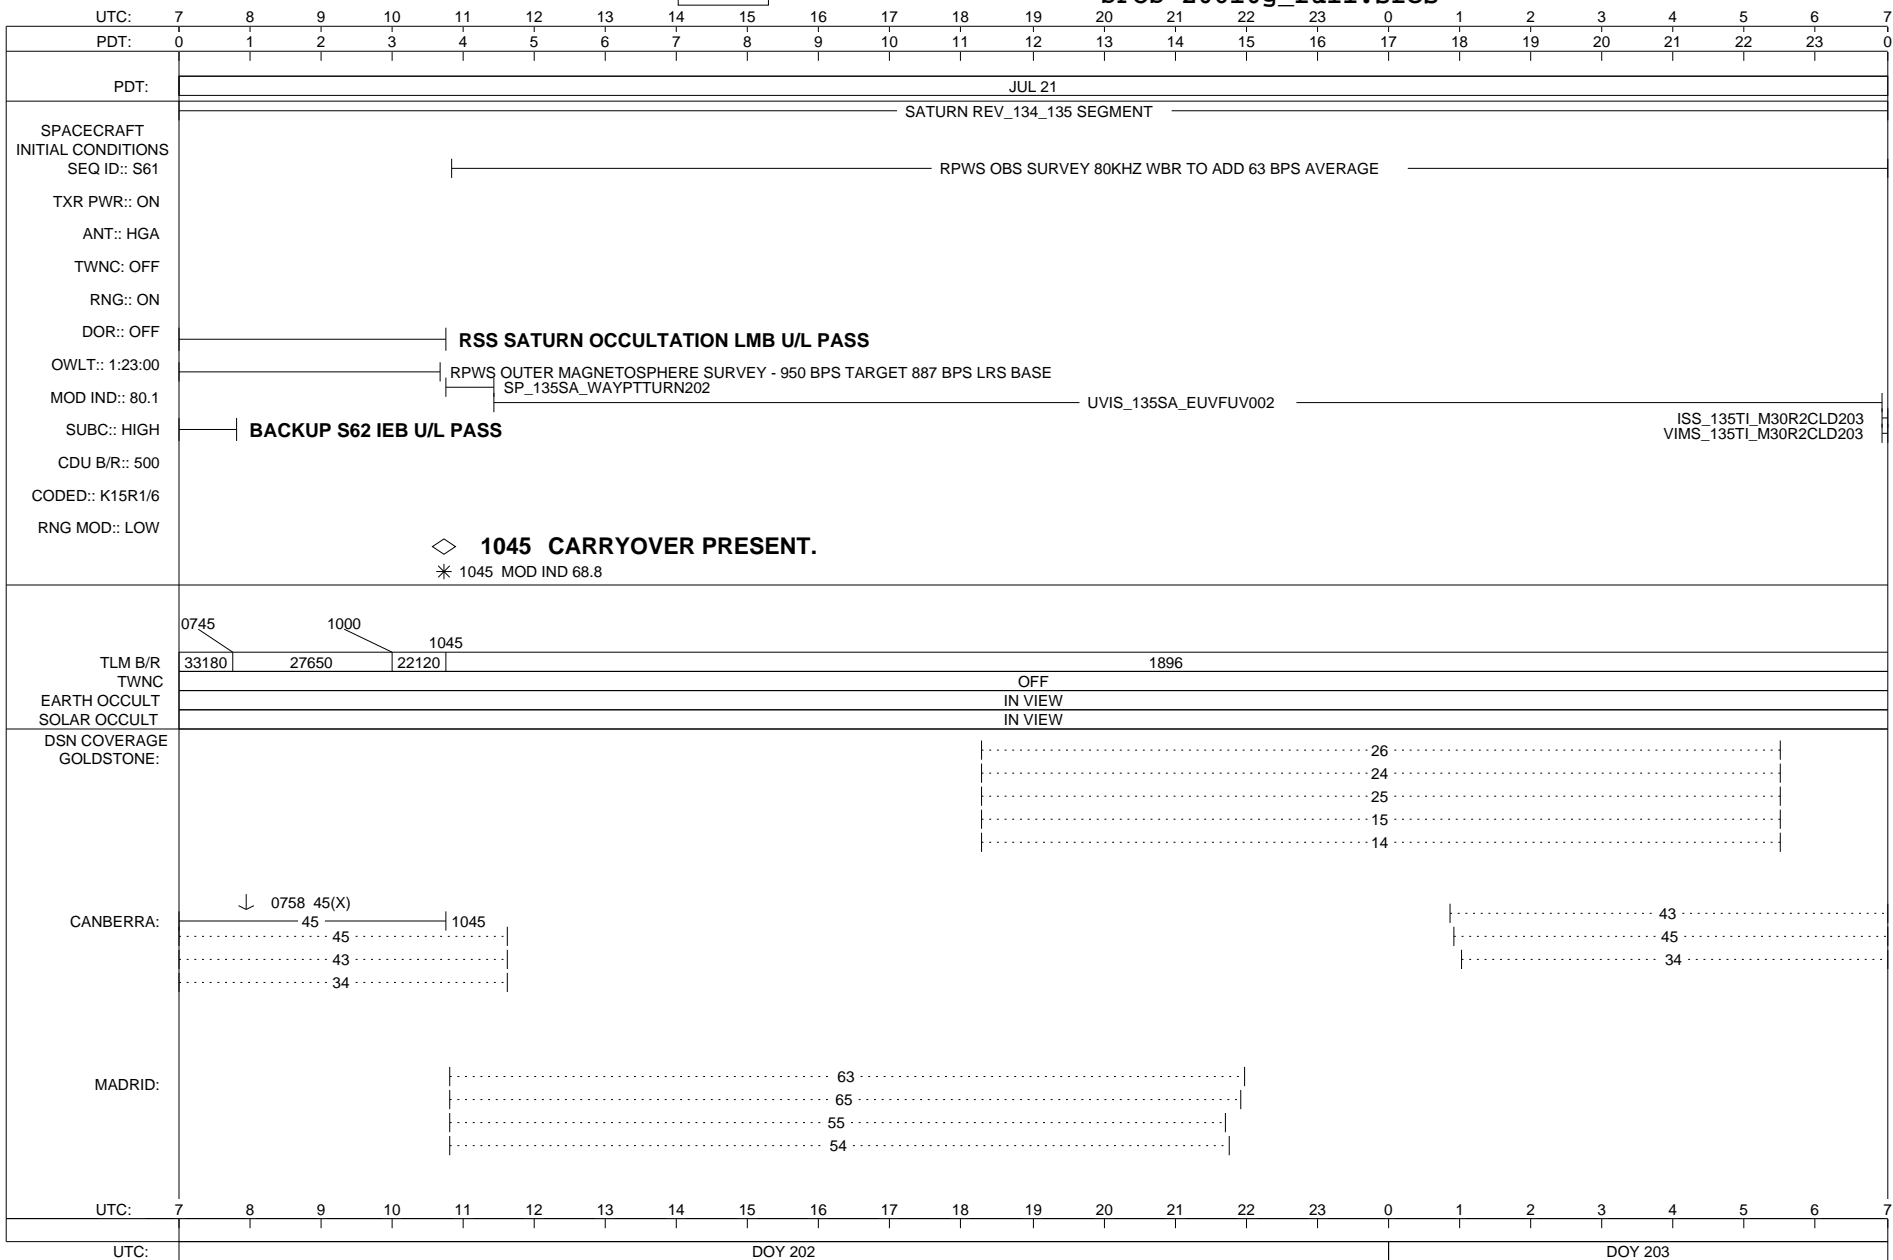 UTC: 7 8 9 10 11 12 13 14 15 16 17 18 19 20 21 22 23 0 1 2 3 4 5 6 7
PDT: 0 1 2 3 4 5 6 7 8 9 10 11 12 13 14 15 16 17 18 19 20 21 22 23 0
PDT: JUL 21
SATURN REV_134_135 SEGMENT
SPACECRAFT
INITIAL CONDITIONS
SEQ ID:: S61 RPWS OBS SURVEY 80KHZ WBR TO ADD 63 BPS AVERAGE
TXR PWR:: ON
ANT:: HGA
TWNC: OFF
RNG:: ON
DOR:: OFF
RSS SATURN OCCULTATION LMB U/L PASS
OWLT:: 1:23:00
RPWS OUTER MAGNETOSPHERE SURVEY - 950 BPS TARGET 887 BPS LRS BASE
SP_135SA_WAYPTTURN202
MOD IND:: 80.1
UVIS_135SA_EUVFUV002
ISS_135TI_M30R2CLD203
SUBC:: HIGH BACKUP S62 IEB U/L PASS
VIMS_135TI_M30R2CLD203
CDU B/R:: 500
CODED:: K15R1/6
RNG MOD:: LOW
1045 CARRYOVER PRESENT.
1045 MOD IND 68.8
0745 1000
1045
TLM B/R 33180 27650 22120 1896
TWNC OFF
EARTH OCCULT IN VIEW
SOLAR OCCULT IN VIEW
DSN COVERAGE
GOLDSTONE: 26
24
25
15
14
0758 45(X)
CANBERRA: 45 1045 43
45 45
43 34
34
MADRID: 63
65
55
54
UTC: 7 8 9 10 11 12 13 14 15 16 17 18 19 20 21 22 23 0 1 2 3 4 5 6 7
UTC: DOY 202 DOY 203